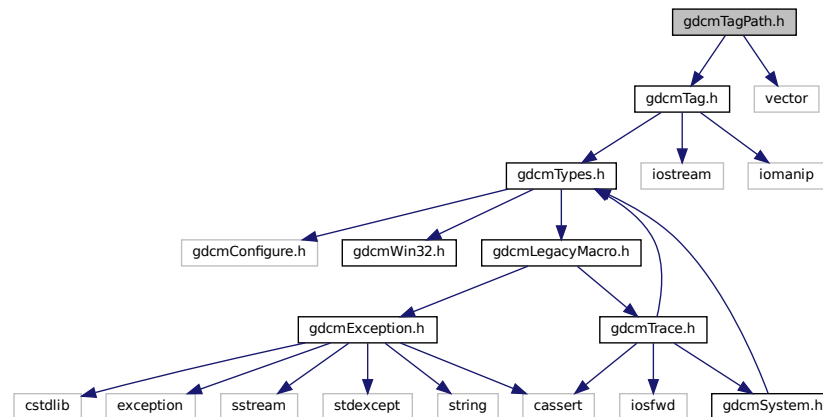 gdcmTagPath.h
gdcmTag.h
vector
gdcmTypes.h
iostream
iomanip
gdcmConfigure.h
gdcmWin32.h
gdcmLegacyMacro.h
gdcmException.h
gdcmTrace.h
cstdlib
exception
sstream
stdexcept
string
cassert
iosfwd
gdcmSystem.h